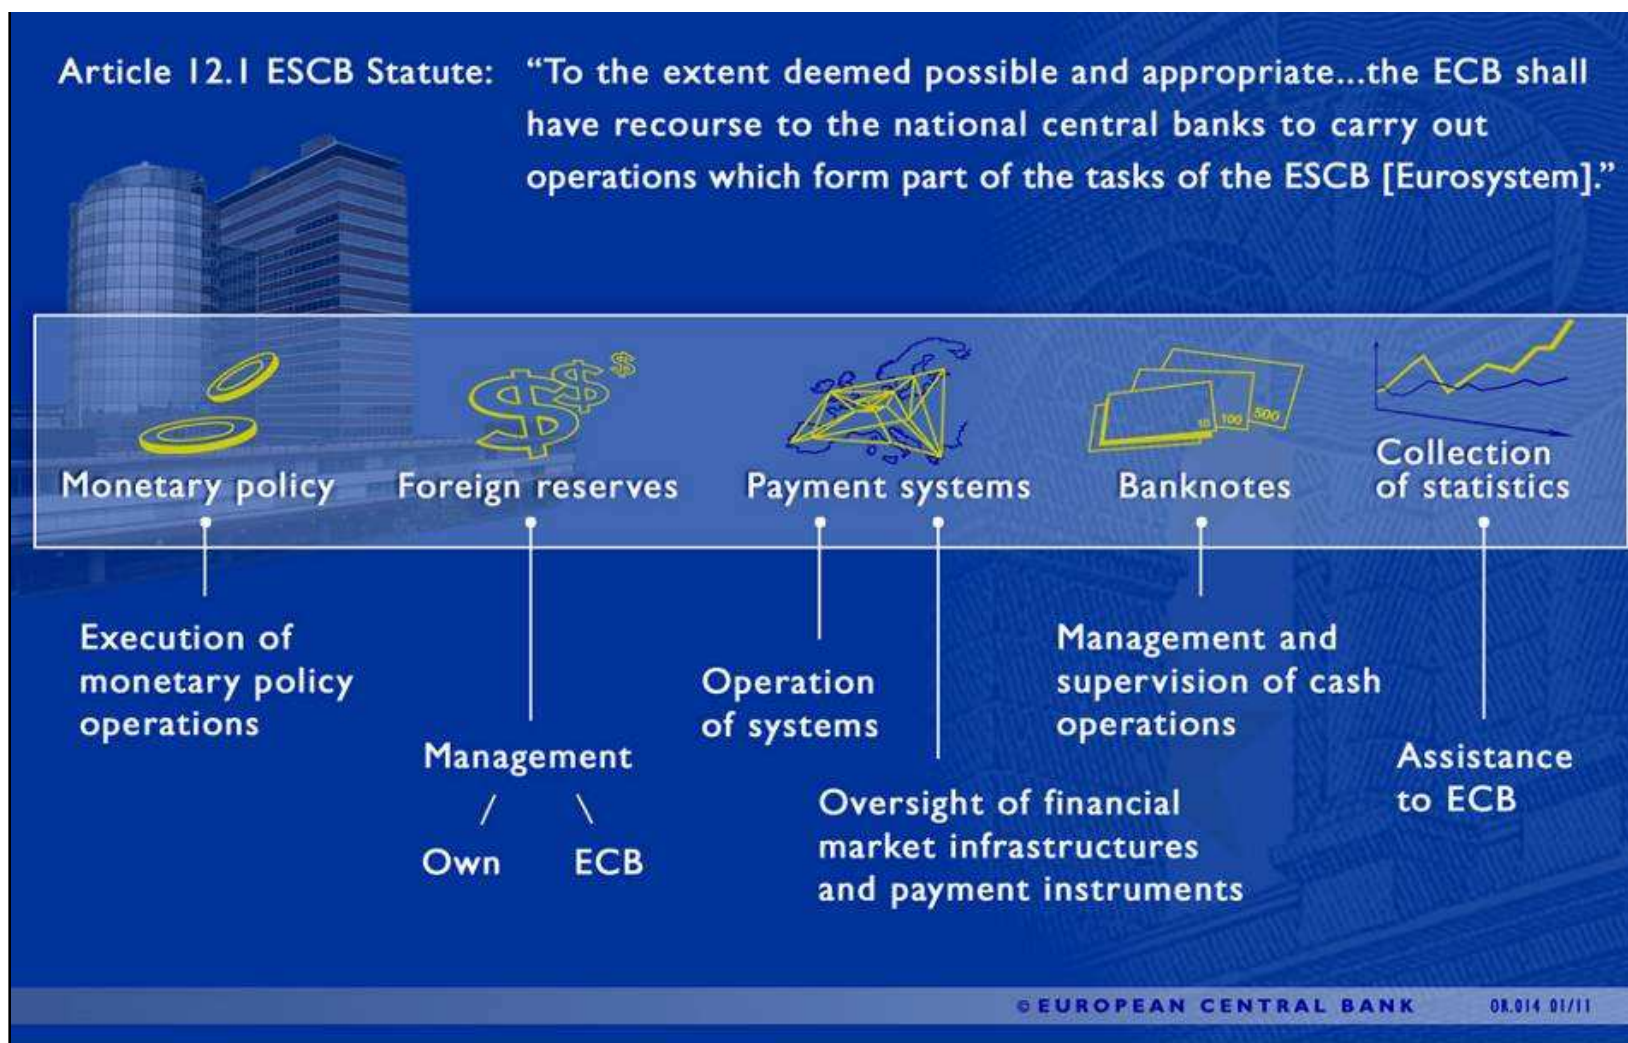 Article 12.1 ESCB Statute: “To the extent deemed possible and appropriate...the ECB shall
have recourse to the national central banks to carry out
operations which form part of the tasks of the ESCB [Eurosystem].”
$ $ $
100 500
Monetary policy
Foreign reserves
Payment systems
Banknotes
Collection
of statistics
Execution of
monetary policy
operations
Management
Own ECB
Operation
of systems
Oversight of financial
market infrastructures
and payment instruments
Management and
supervision of cash
operations
Assistance
to ECB
© EUROPEAN CENTRAL BANK OR.014 01/11